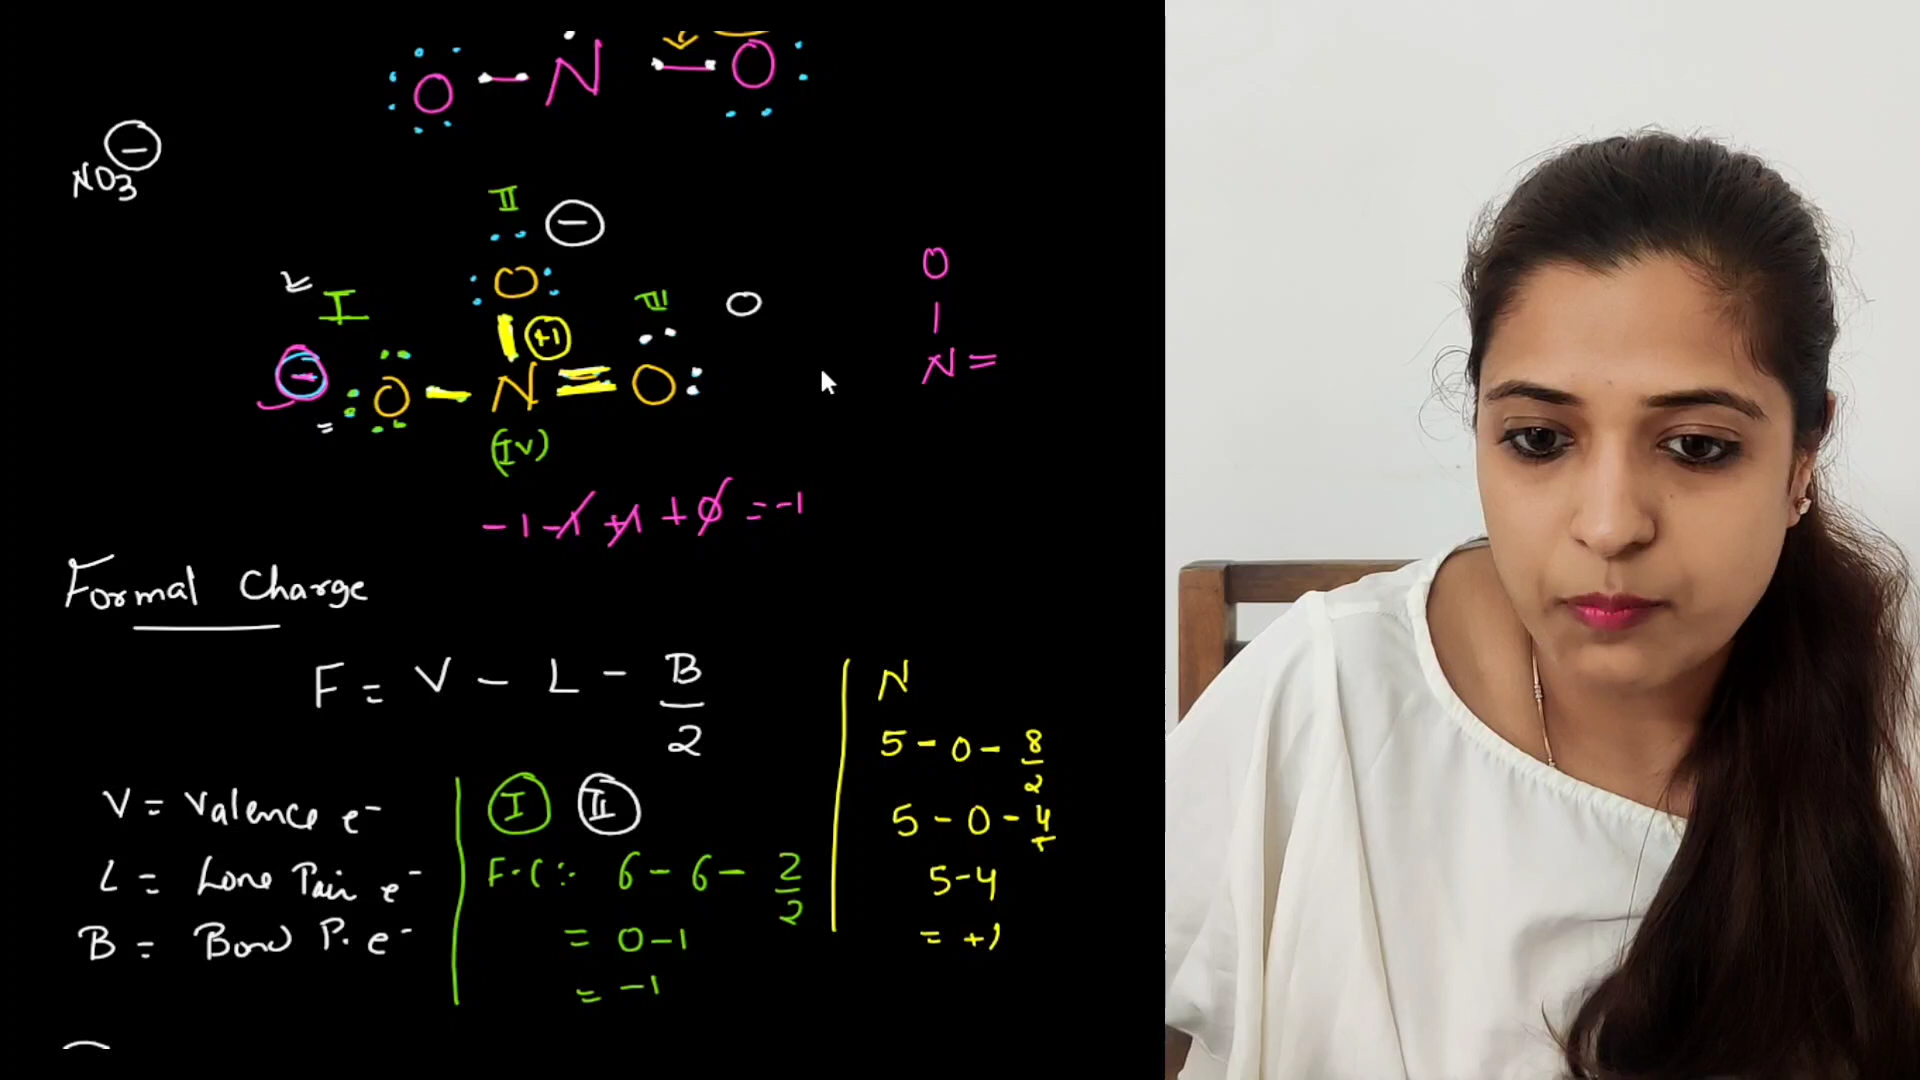 O - N - O
NO3 -
II -
O
I III O
+1
- O - N = O
(IV)
O
N =
-1 -1 +1 + 0 = -1
Formal Charge
F = V - L - B/2
V = Valence e-
L = Lone Pair e-
B = Bond P. e-
I II
F.C :- 6 - 6 - 2/2
= 0 - 1
= -1
N
5 - 0 - 8/2
5 - 0 - 4
5 - 4
= +1